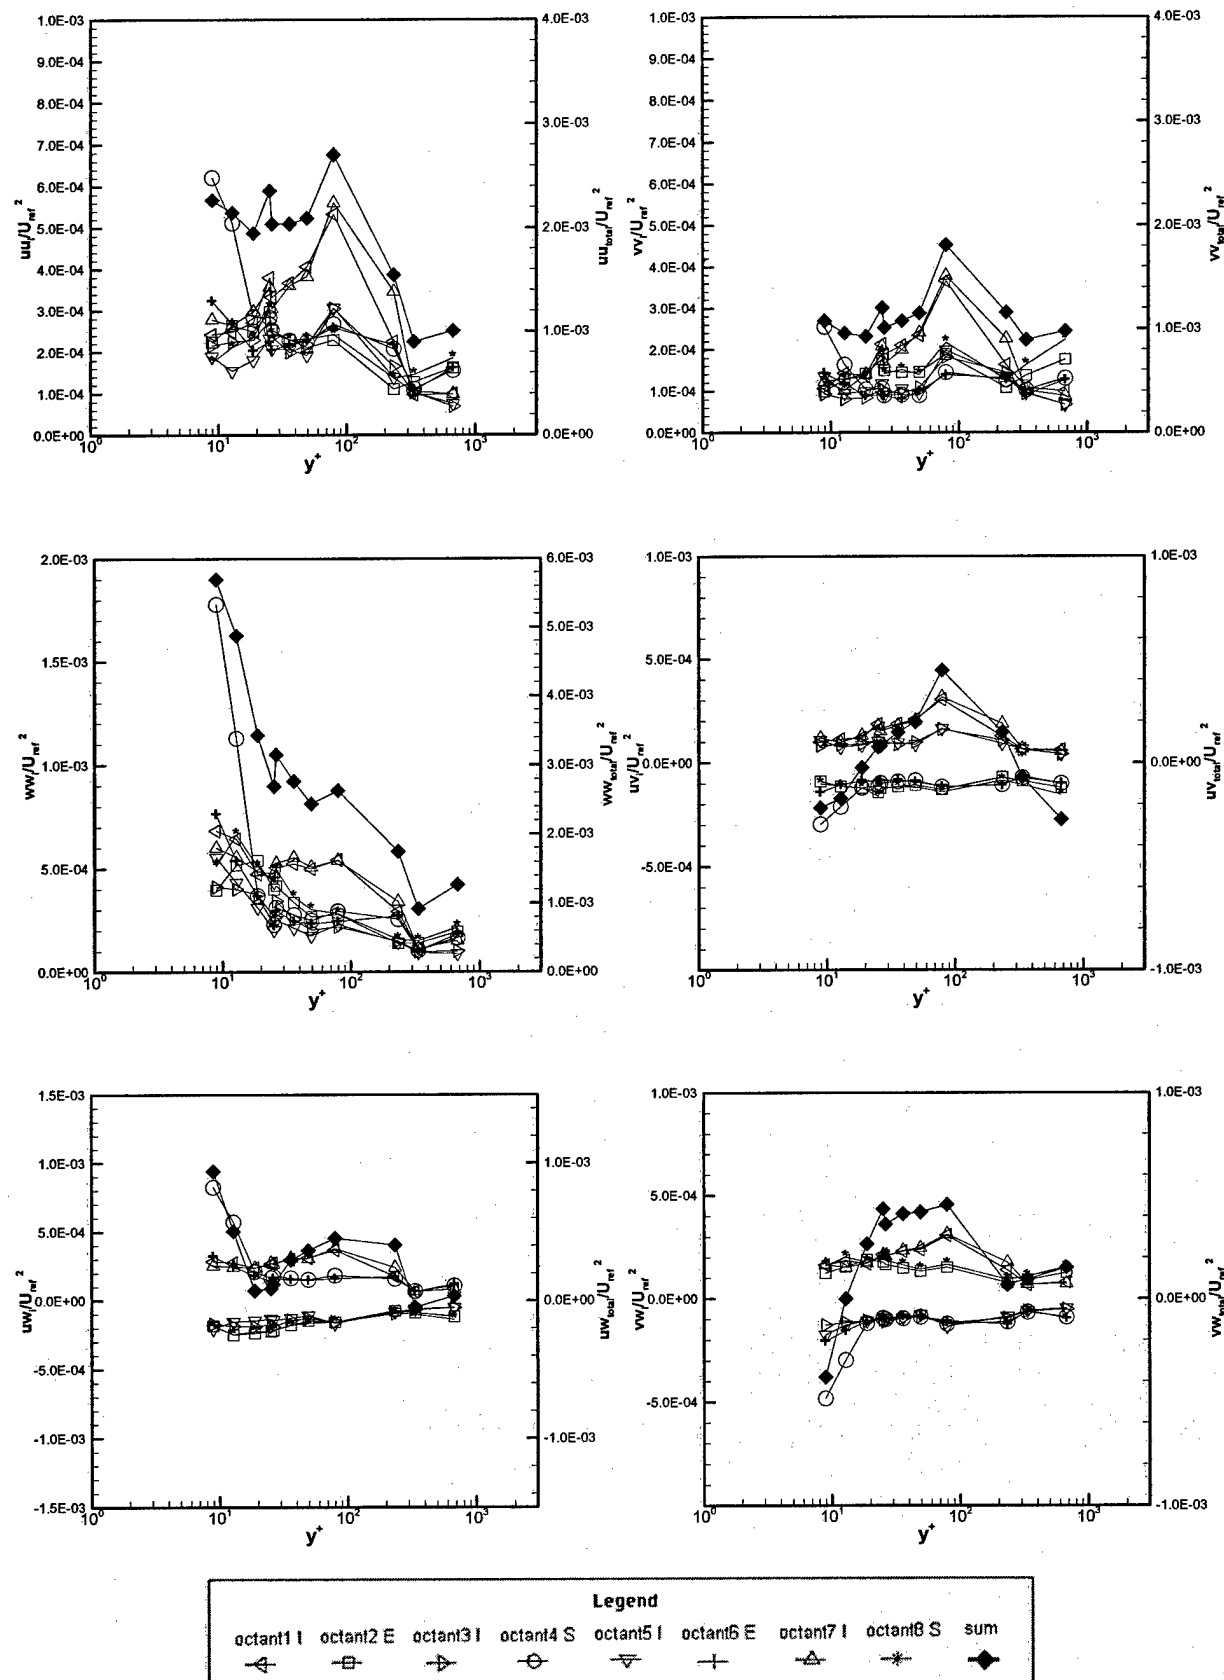 1.0E-03
9.0E-04
8.0E-04
7.0E-04
6.0E-04
5.0E-04
4.0E-04
3.0E-04
2.0E-04
1.0E-04
0.0E+00
uu_i/U_ref^2
10^0 10^1 10^2 10^3
y^+
4.0E-03
3.0E-03
2.0E-03
1.0E-03
0.0E+00
uu_total/U_ref^2
1.0E-03
9.0E-04
8.0E-04
7.0E-04
6.0E-04
5.0E-04
4.0E-04
3.0E-04
2.0E-04
1.0E-04
0.0E+00
vv_i/U_ref^2
10^0 10^1 10^2 10^3
y^+
4.0E-03
3.0E-03
2.0E-03
1.0E-03
0.0E+00
vv_total/U_ref^2
2.0E-03
1.5E-03
1.0E-03
5.0E-04
0.0E+00
ww_i/U_ref^2
10^0 10^1 10^2 10^3
y^+
6.0E-03
5.0E-03
4.0E-03
3.0E-03
2.0E-03
1.0E-03
0.0E+00
ww_total/U_ref^2
1.0E-03
5.0E-04
0.0E+00
-5.0E-04
uv_i/U_ref^2
10^0 10^1 10^2 10^3
y^+
1.0E-03
0.0E+00
-1.0E-03
uv_total/U_ref^2
1.5E-03
1.0E-03
5.0E-04
0.0E+00
-5.0E-04
-1.0E-03
-1.5E-03
uw_i/U_ref^2
10^0 10^1 10^2 10^3
y^+
1.0E-03
0.0E+00
-1.0E-03
uw_total/U_ref^2
1.0E-03
5.0E-04
0.0E+00
-5.0E-04
vw_i/U_ref^2
10^0 10^1 10^2 10^3
y^+
1.0E-03
0.0E+00
-1.0E-03
vw_total/U_ref^2
Legend
octant1 I octant2 E octant3 I octant4 S octant5 I octant6 E octant7 I octant8 S sum